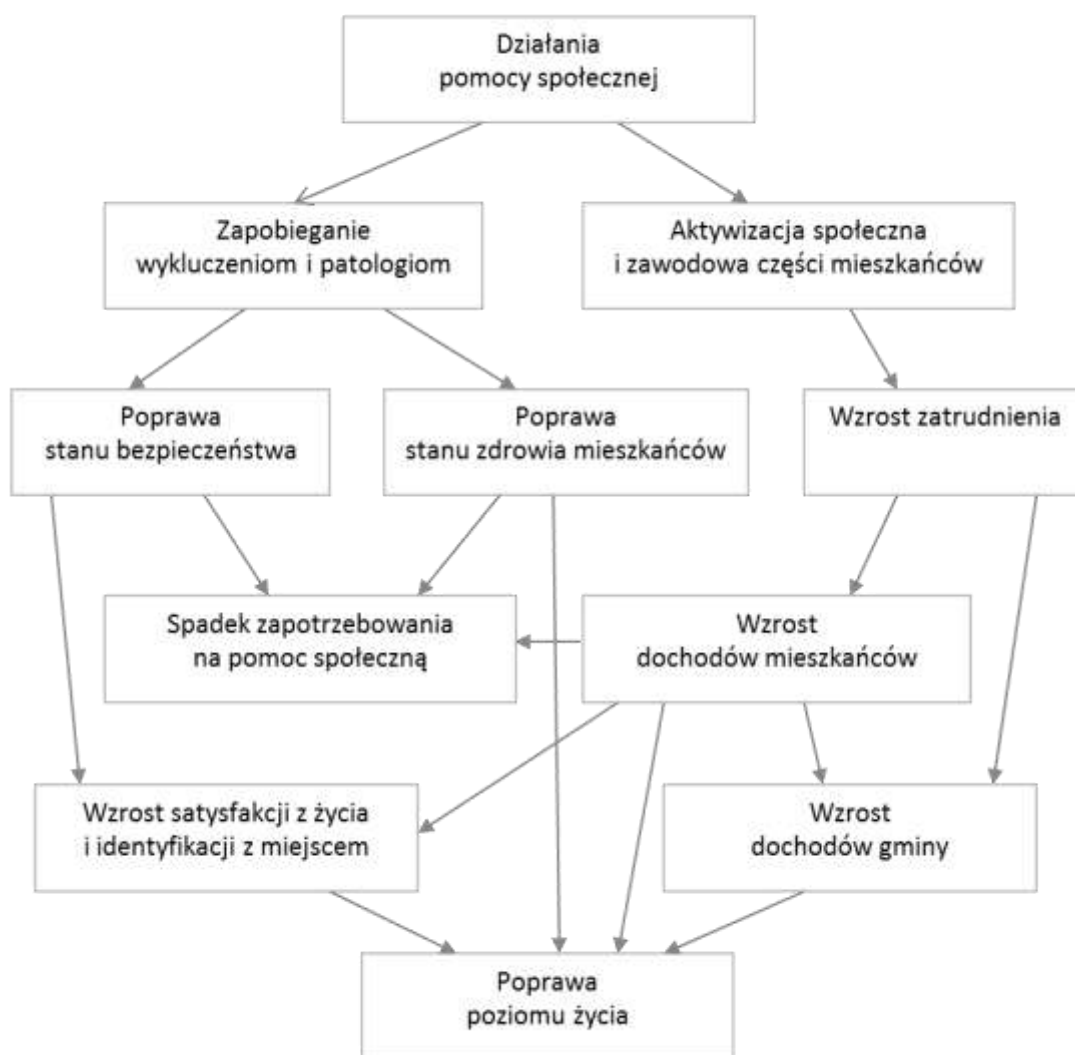 Działania
pomocy społecznej
Zapobieganie
wykluczeniom i patologiom
Aktywizacja społeczna
i zawodowa części mieszkańców
Poprawa
stanu bezpieczeństwa
Poprawa
stanu zdrowia mieszkańców
Wzrost zatrudnienia
Spadek zapotrzebowania
na pomoc społeczną
Wzrost
dochodów mieszkańców
Wzrost satysfakcji z życia
i identyfikacji z miejscem
Wzrost
dochodów gminy
Poprawa
poziomu życia